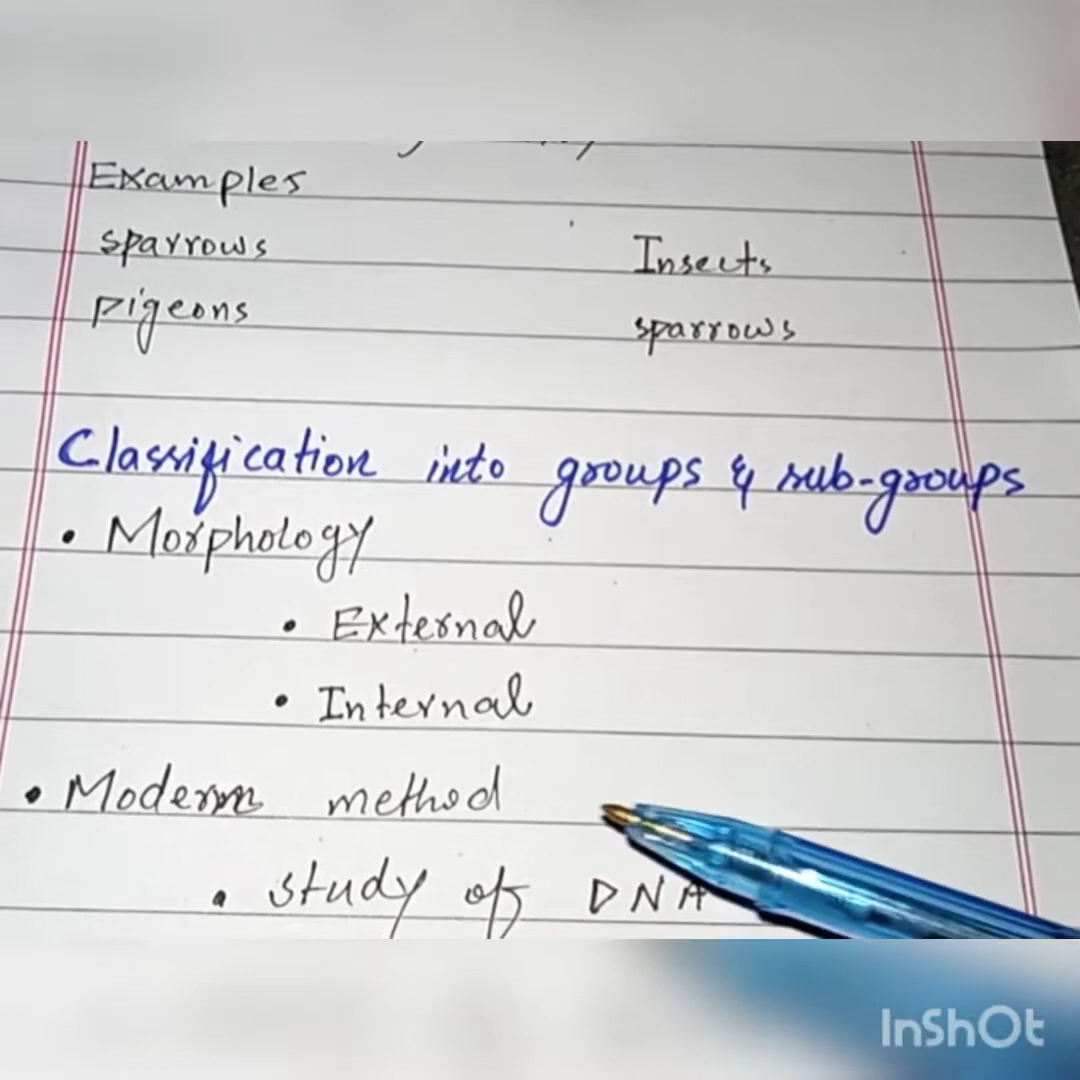 Examples
sparrows Insects
pigeons sparrows
Classification into groups & sub-groups
• Morphology
• External
• Internal
• Modern method
• study of DNA
InShOt